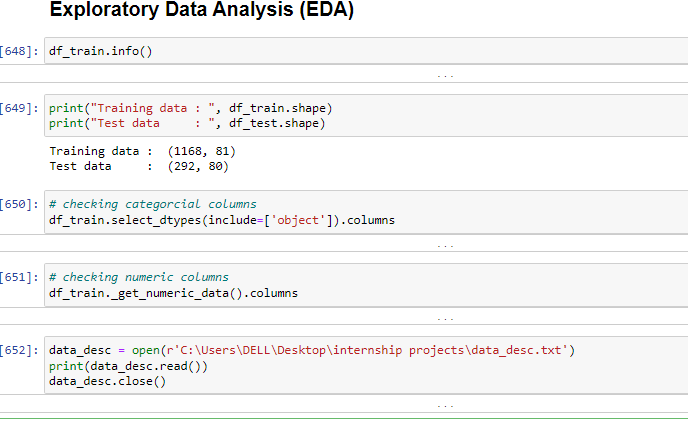 Exploratory Data Analysis (EDA)
[648]: df_train.info()
...
[649]: print("Training data : ", df_train.shape)
print("Test data     : ", df_test.shape)
Training data :  (1168, 81)
Test data     :  (292, 80)
[650]: # checking categorcial columns
df_train.select_dtypes(include=['object']).columns
...
[651]: # checking numeric columns
df_train._get_numeric_data().columns
...
[652]: data_desc = open(r'C:\Users\DELL\Desktop\internship projects\data_desc.txt')
print(data_desc.read())
data_desc.close()
...